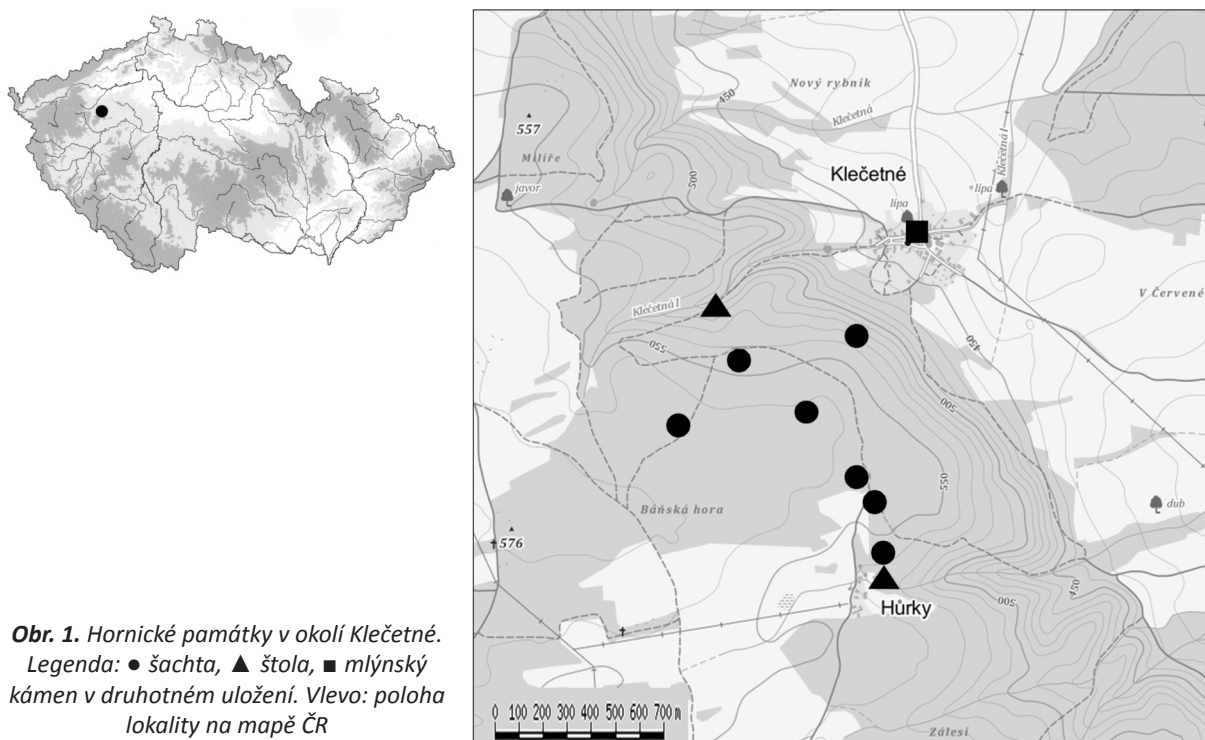 557
Milíře
javor
500
450
Nový rybník
Klečetná
Klečetné
lípa
lípa
Klečetná I
V Červené
Klečetná I
550
450
500
550
Báňská hora
576
dub
Hůrky
500
450
Zálesí
0 100 200 300 400 500 600 700 m
Obr. 1. Hornické památky v okolí Klečetné.
Legenda: ● šachta, ▲ štola, ■ mlýnský
kámen v druhotném uložení. Vlevo: poloha
lokality na mapě ČR